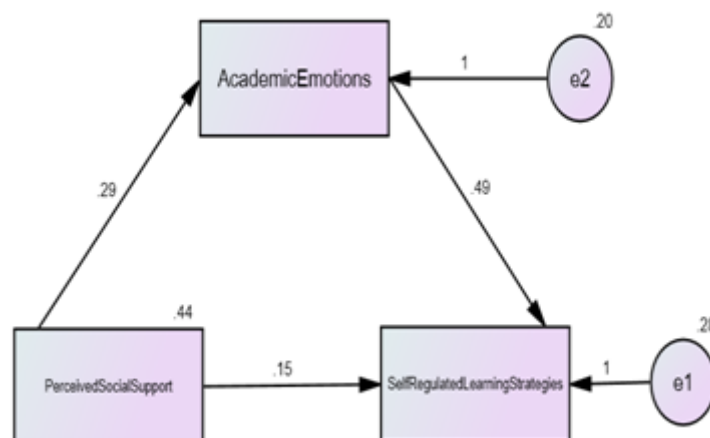 .20
AcademicEmotions
1
e2
.29
.49
.44
PerceivedSocialSupport
.15
SelfRegulatedLearningStrategies
1
e1